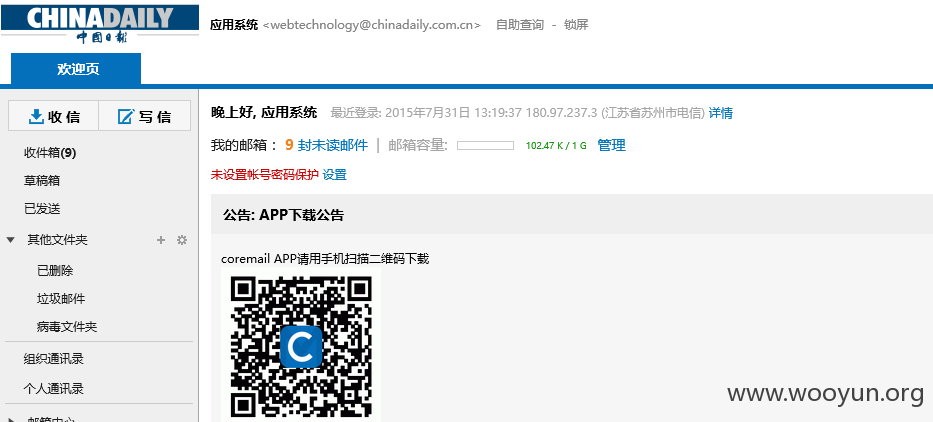 CHINADAILY
中国日报
应用系统 <webtechnology@chinadaily.com.cn> 自助查询 - 锁屏
欢迎页
收信 写信
收件箱(9)
草稿箱
已发送
其他文件夹
已删除
垃圾邮件
病毒文件夹
组织通讯录
个人通讯录
邮箱中心
晚上好, 应用系统 最近登录: 2015年7月31日 13:19:37 180.97.237.3 (江苏省苏州市电信) 详情
我的邮箱： 9 封未读邮件 | 邮箱容量: 102.47 K / 1 G 管理
未设置帐号密码保护 设置
公告: APP下载公告
coremail APP请用手机扫描二维码下载
C
www.wooyun.org